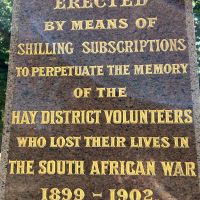 ERECTED
BY MEANS OF
SHILLING SUBSCRIPTIONS
TO PERPETUATE THE MEMORY
OF THE
HAY DISTRICT VOLUNTEERS
WHO LOST THEIR LIVES IN
THE SOUTH AFRICAN WAR
1899 – 1902